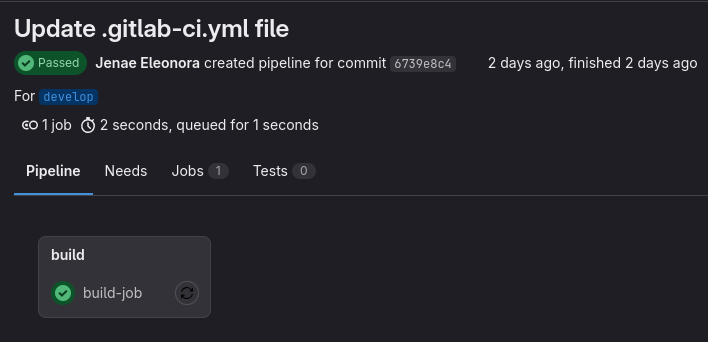 Update .gitlab-ci.yml file
Passed Jenae Eleonora created pipeline for commit 6739e8c4 2 days ago, finished 2 days ago
For develop
1 job 2 seconds, queued for 1 seconds
Pipeline Needs Jobs 1 Tests 0
build
build-job